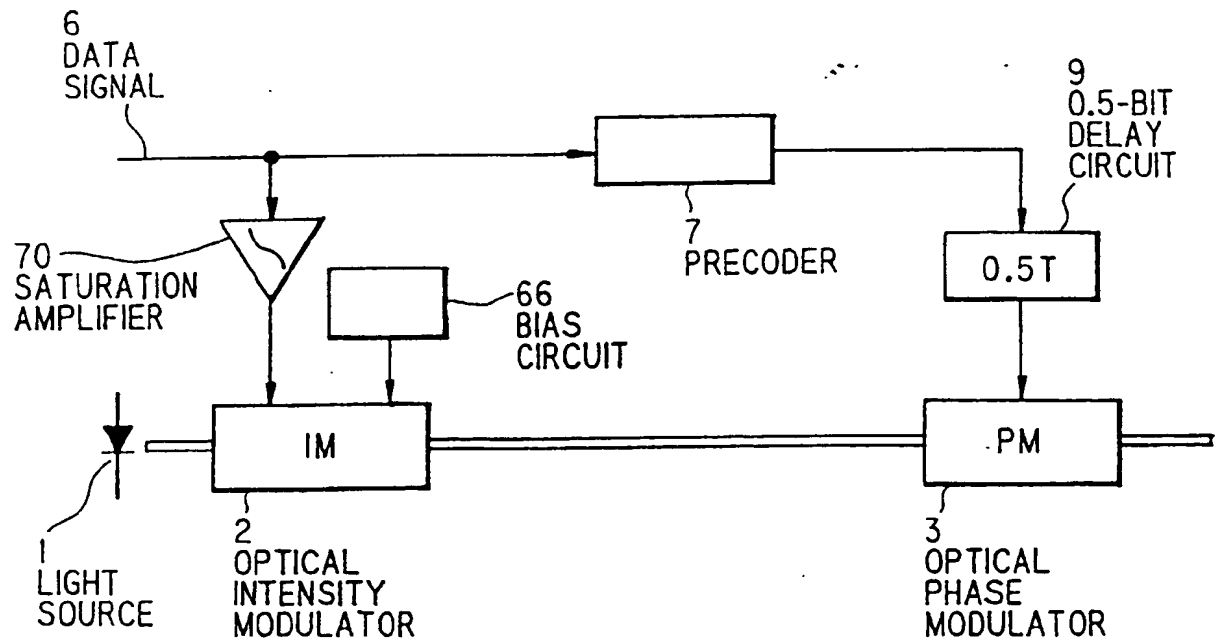 6
DATA
SIGNAL
9
0.5-BIT
DELAY
CIRCUIT
7
PRECODER
70
SATURATION
AMPLIFIER
66
BIAS
CIRCUIT
0.5T
IM
PM
1
LIGHT
SOURCE
2
OPTICAL
INTENSITY
MODULATOR
3
OPTICAL
PHASE
MODULATOR